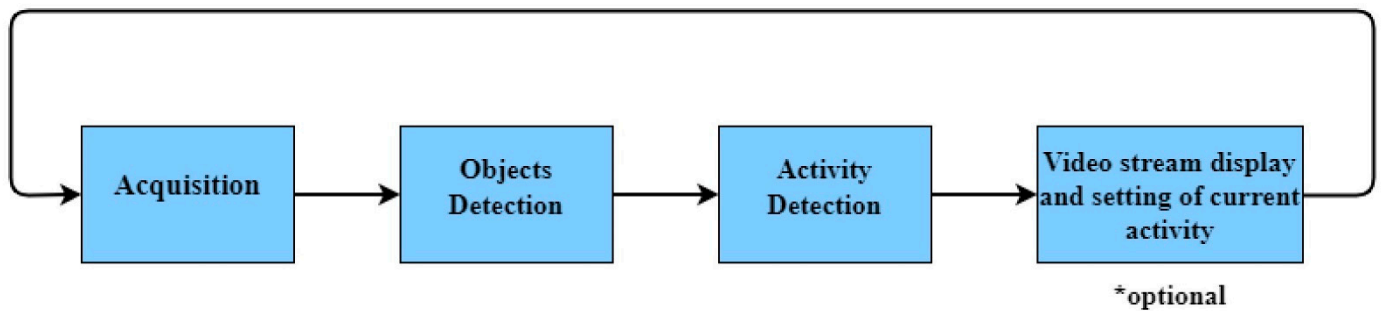 Acquisition
Objects
Detection
Activity
Detection
Video stream display
and setting of current
activity
*optional